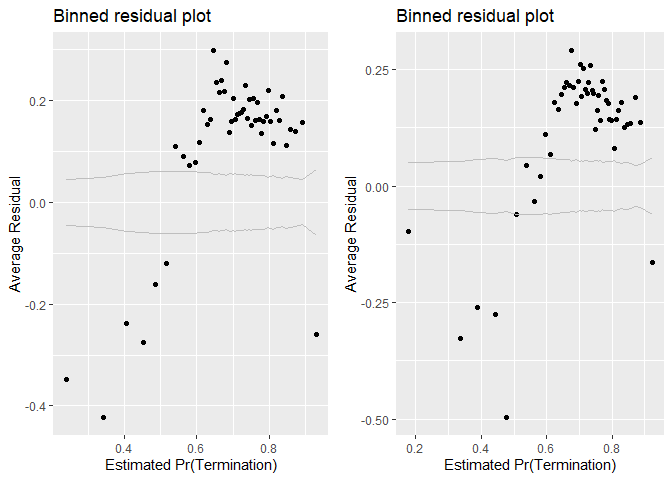 Binned residual plot
Average Residual
0.2
0.0
-0.2
-0.4
0.4
0.6
0.8
Estimated Pr(Termination)
Binned residual plot
Average Residual
0.25
0.00
-0.25
-0.50
0.2
0.4
0.6
0.8
Estimated Pr(Termination)